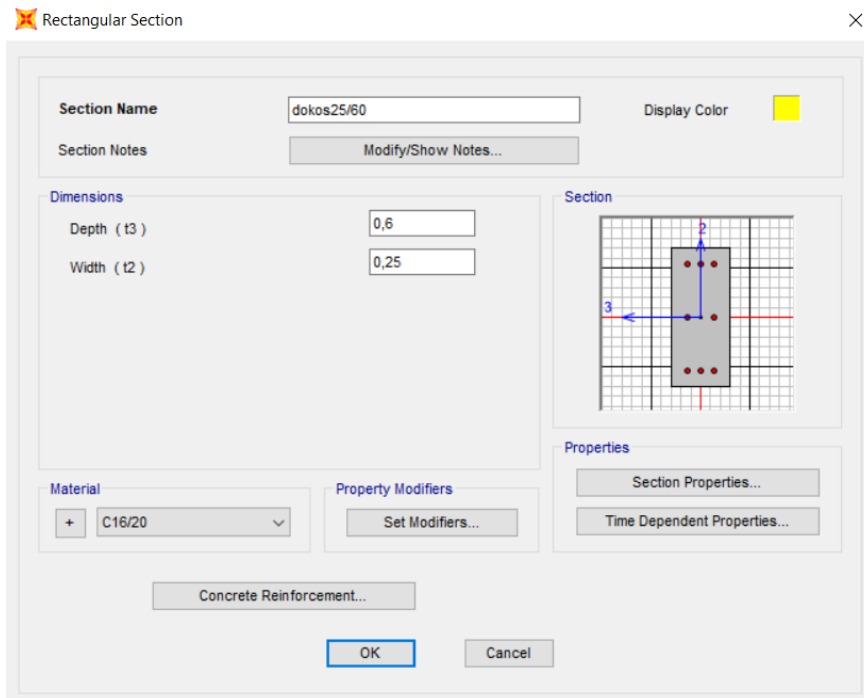 Rectangular Section
Section Name
dokos25/60
Display Color
Section Notes
Modify/Show Notes...
Dimensions
Depth ( t3 )
0,6
Width ( t2 )
0,25
Section
2
3
Properties
Section Properties...
Time Dependent Properties...
Material
+
C16/20
Property Modifiers
Set Modifiers...
Concrete Reinforcement...
OK
Cancel